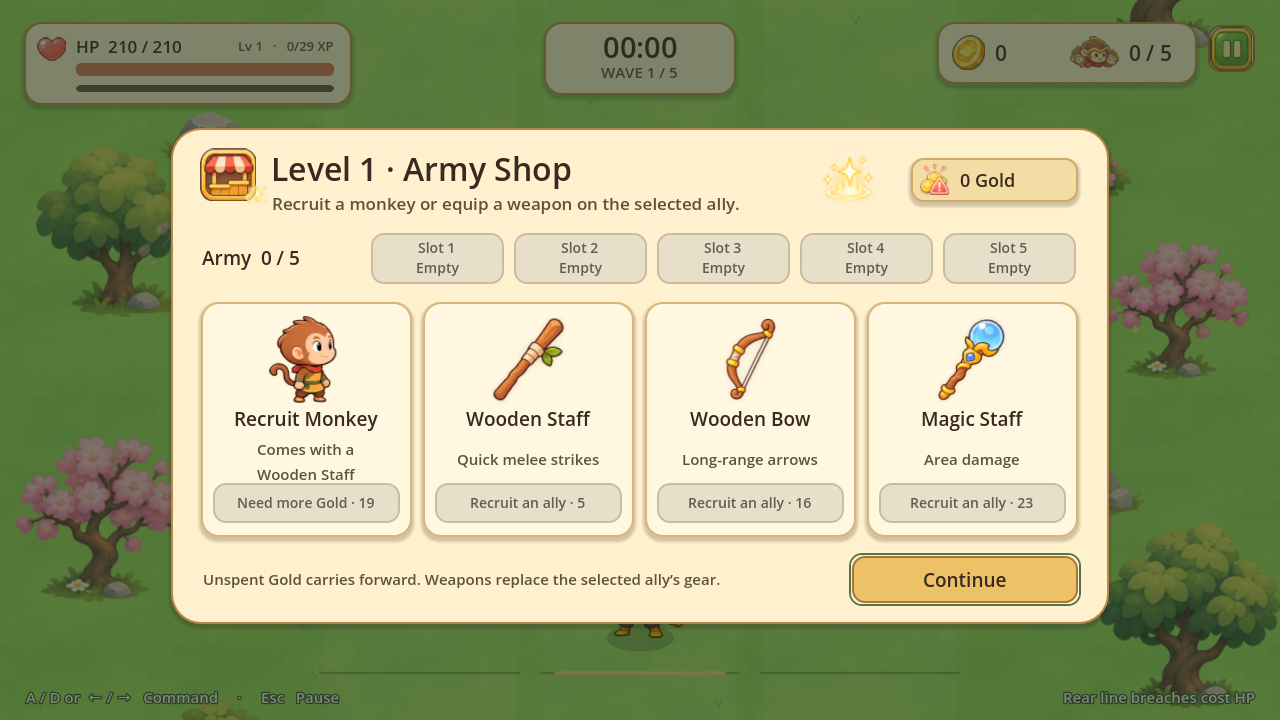 HP 210 / 210
Lv 1 · 0/29 XP
00:00
WAVE 1 / 5
0
0 / 5
Level 1 · Army Shop
Recruit a monkey or equip a weapon on the selected ally.
0 Gold
Army 0 / 5
Slot 1
Empty
Slot 2
Empty
Slot 3
Empty
Slot 4
Empty
Slot 5
Empty
Recruit Monkey
Comes with a
Wooden Staff
Need more Gold · 19
Wooden Staff
Quick melee strikes
Recruit an ally · 5
Wooden Bow
Long-range arrows
Recruit an ally · 16
Magic Staff
Area damage
Recruit an ally · 23
Unspent Gold carries forward. Weapons replace the selected ally’s gear.
Continue
A / D or ← / → Command · Esc Pause
Rear line breaches cost HP